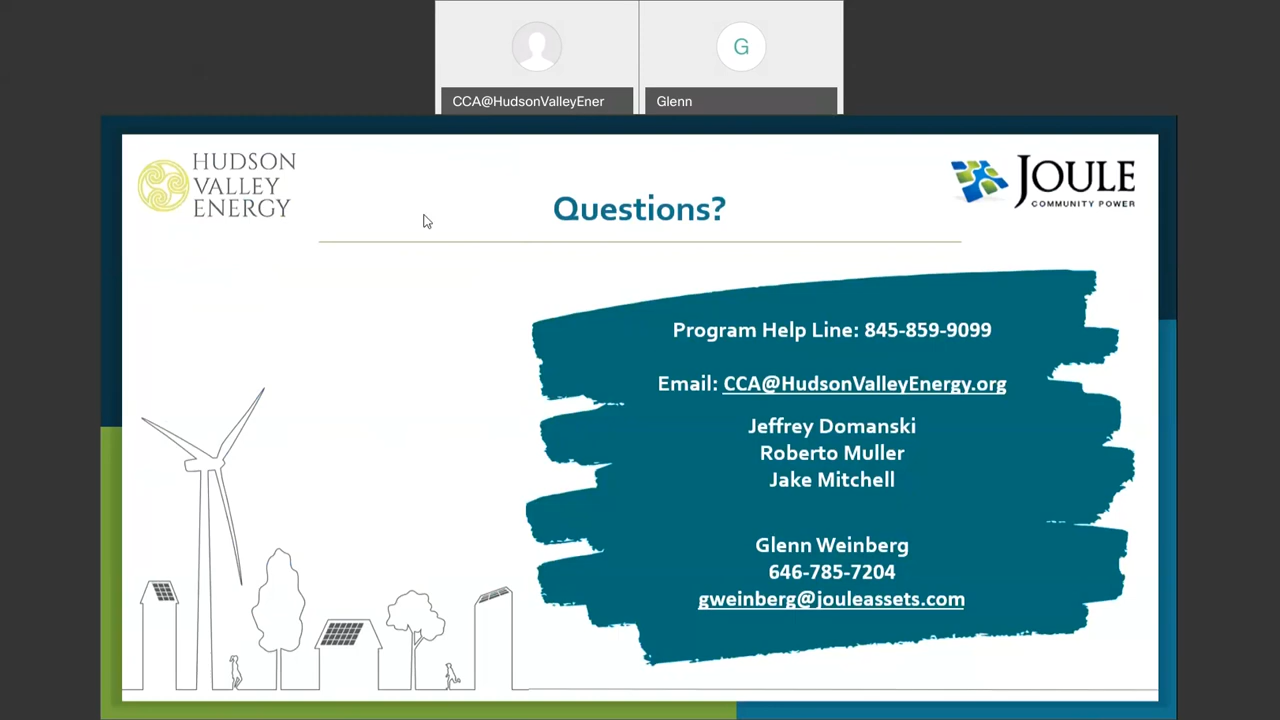 CCA@HudsonValleyEner
G
Glenn
HUDSON
VALLEY
ENERGY
JOULE
COMMUNITY POWER
Questions?
Program Help Line: 845-859-9099
Email: CCA@HudsonValleyEnergy.org
Jeffrey Domanski
Roberto Muller
Jake Mitchell
Glenn Weinberg
646-785-7204
gweinberg@jouleassets.com